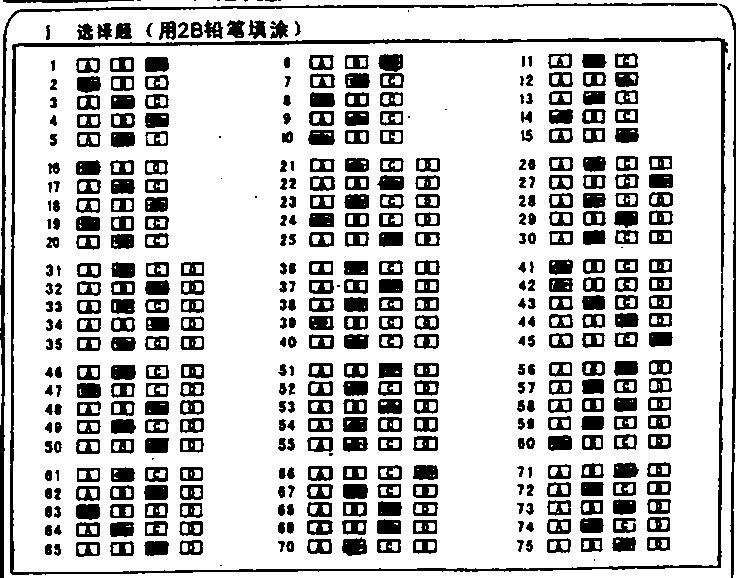 I 选择题（用2B铅笔填涂）
1 A B 6 A B 11 A C
2 B C 7 A C 12 A B
3 A C 8 B C 13 A C
4 A B 9 A C 14 B C
5 A C 10 B C 15 A B
16 B C 21 A C D 26 A C D
17 A C 22 A B D 27 A B C
18 A B 23 A C D 28 A C D
19 B C 24 B C D 29 A B D
20 A C 25 A B D 30 A C D
31 A C D 36 A C D 41 B C D
32 A B D 37 A B D 42 B C D
33 A C D 38 A C D 43 A C D
34 A B D 39 B C D 44 A B D
35 A C D 40 A C D 45 A B C
46 A C D 51 A B D 56 A B D
47 B C D 52 A C D 57 A C D
48 A B D 53 A B D 58 A B D
49 A C D 54 A C D 59 A C D
50 A B D 55 A C D 60 B C D
61 A C D 66 A B C 71 A B D
62 A B D 67 A C D 72 A C D
63 B C D 68 A B D 73 A B D
64 A C D 69 A B D 74 A C D
65 A B D 70 A C D 75 A B D